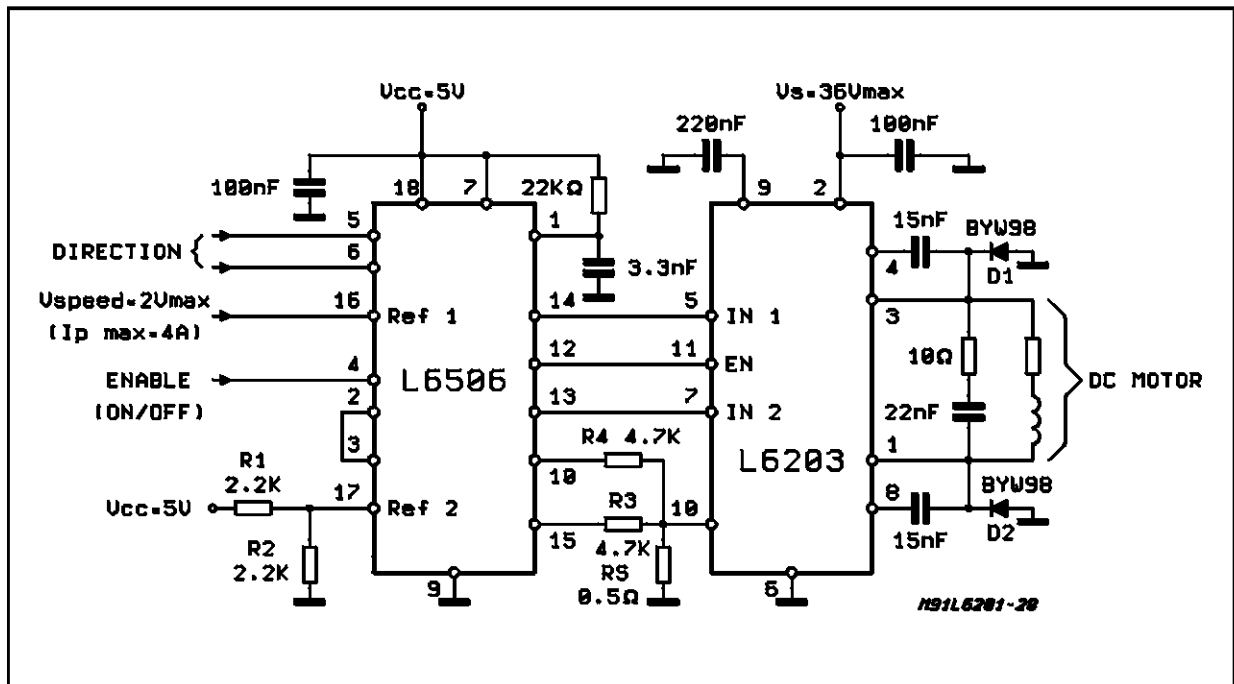 Vcc=5V
Vs=36Vmax
220nF
100nF
100nF
18
7
22KΩ
9
2
5
1
15nF
BYW98
DIRECTION {
6
3.3nF
4
D1
Vspeed=2Vmax
16
14
5
3
(Ip max=4A)
Ref 1
IN 1
12
11
10Ω
ENABLE
4
L6506
EN
DC MOTOR
(ON/OFF)
2
13
7
22nF
IN 2
3
R4 4.7K
1
R1
10
L6203
2.2K
17
R3
8
BYW98
Vcc=5V
Ref 2
10
R2
15
4.7K
15nF
D2
2.2K
RS
9
0.5Ω
6
M91L6201-20